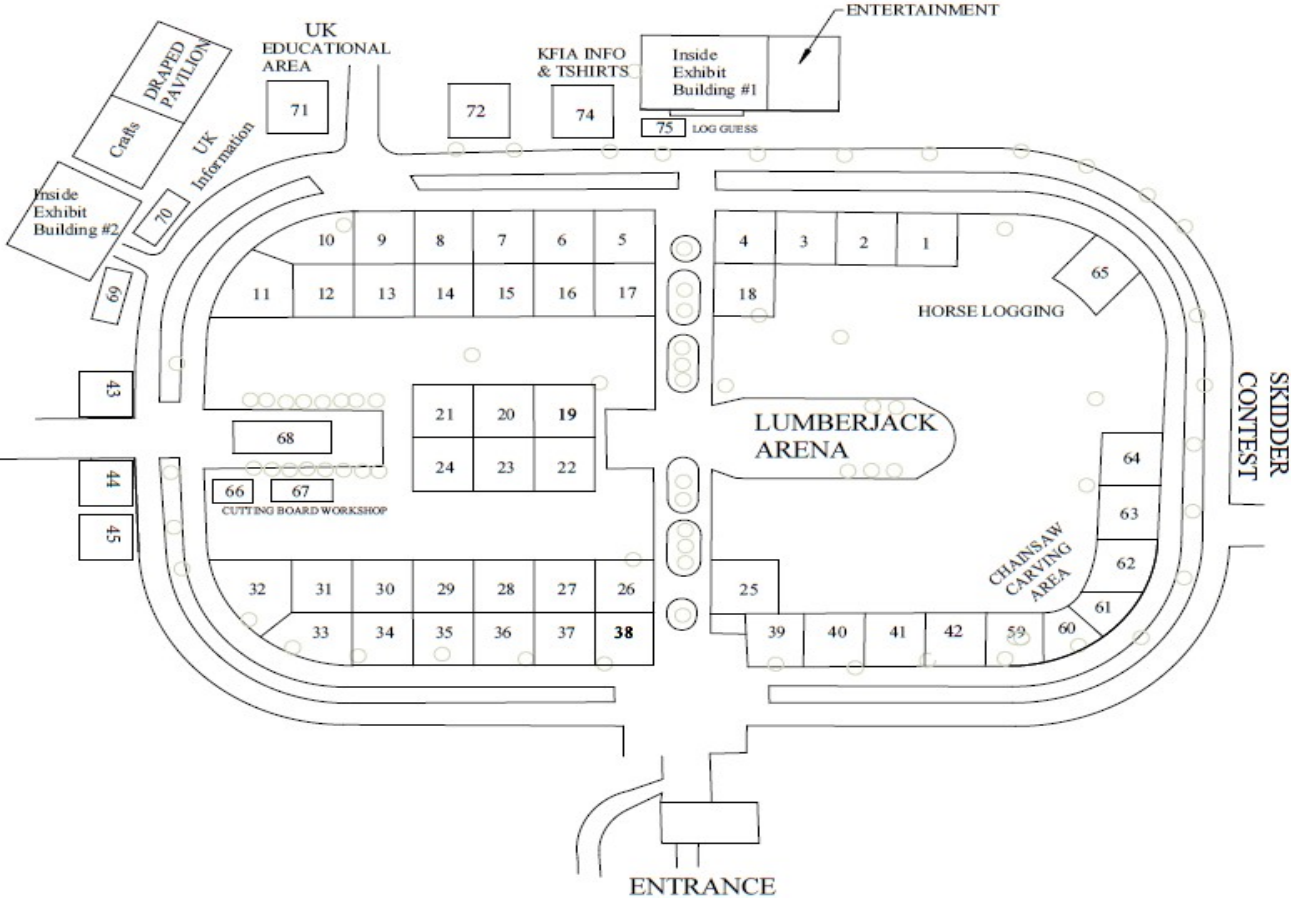 ENTERTAINMENT
UK
EDUCATIONAL
AREA
KFIA INFO
& TSHIRTS
Inside
Exhibit
Building #1
DRAPED
PAVILION
Crafts
UK
Information
71
72
74
75
LOG GUESS
Inside
Exhibit
Building #2
70
69
10
9
8
7
6
5
4
3
2
1
65
11
12
13
14
15
16
17
18
HORSE LOGGING
43
SKIDDER
CONTEST
21
20
19
68
LUMBERJACK
ARENA
24
23
22
64
44
66
67
CUTTING BOARD WORKSHOP
63
45
CHAINSAW
CARVING
AREA
62
32
31
30
29
28
27
26
25
61
33
34
35
36
37
38
39
40
41
42
59
60
ENTRANCE